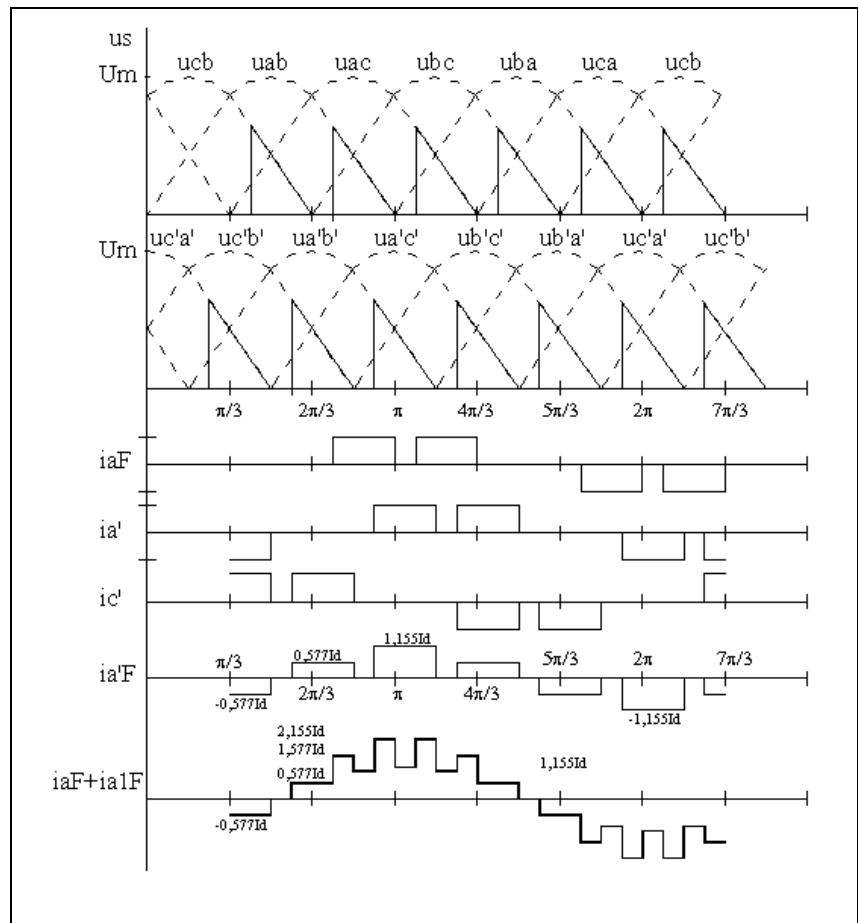 us
ucb uab uac ubc uba uca ucb
Um
Um
uc'a' uc'b' ua'b' ua'c' ub'c' ub'a' uc'a' uc'b'
π/3 2π/3 π 4π/3 5π/3 2π 7π/3
iaF
ia'
ic'
π/3 0,577Id 1,155Id 5π/3 2π 7π/3
ia'F
-0,577Id 2π/3 π 4π/3 -1,155Id
2,155Id
1,577Id
0,577Id 1,155Id
iaF+ia1F
-0,577Id